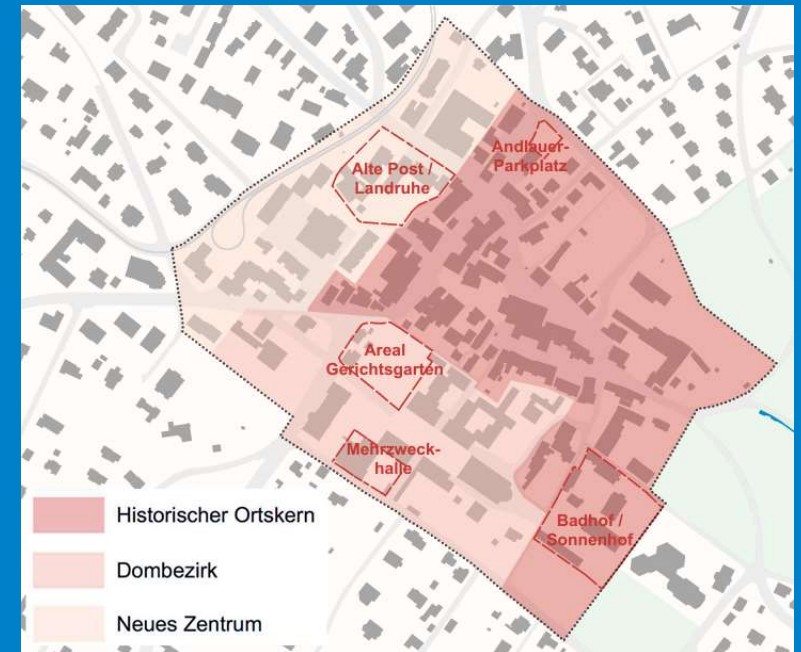 Andlauer-
Parkplatz
Alte Post /
Landruhe
Areal
Gerichtsgarten
Mehrzweck-
halle
Badhof /
Sonnenhof
Historischer Ortskern
Dombezirk
Neues Zentrum